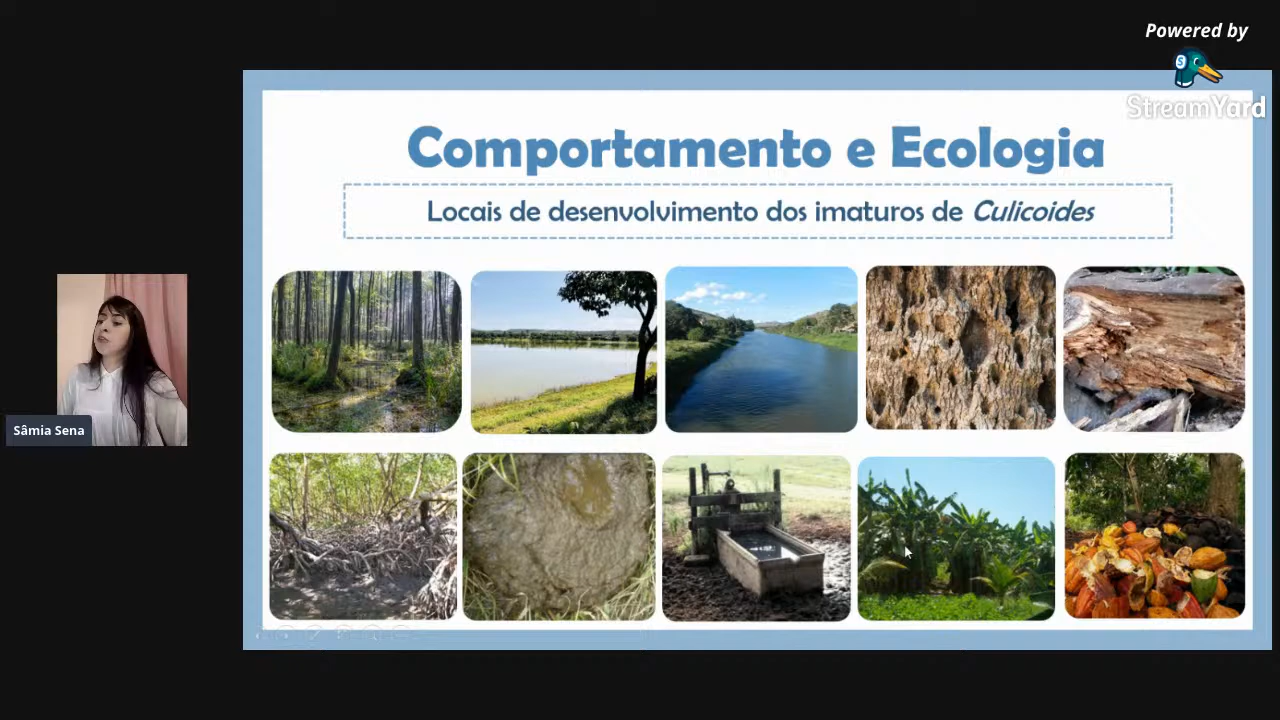 Powered by
StreamYard
Comportamento e Ecologia
Locais de desenvolvimento dos imaturos de Culicoides
Sâmia Sena